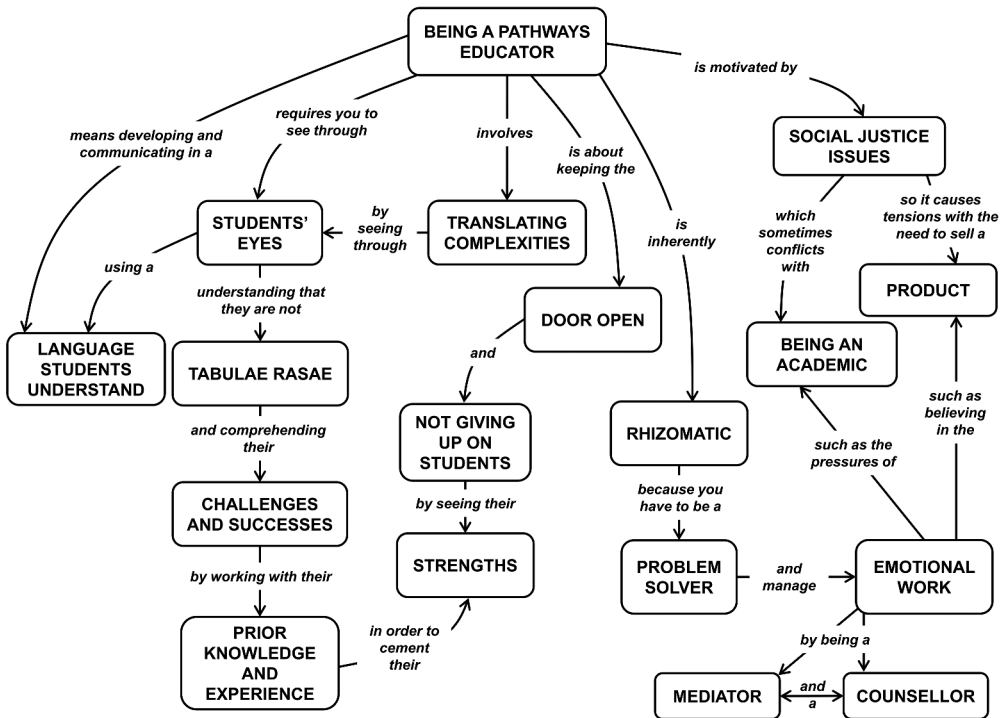 BEING A PATHWAYS
EDUCATOR
is motivated by
requires you to
see through
means developing and
communicating in a
involves
is about
keeping the
SOCIAL JUSTICE
ISSUES
STUDENTS'
EYES
by
seeing
through
TRANSLATING
COMPLEXITIES
is
inherently
which
sometimes
conflicts
with
so it causes
tensions with the
need to sell a
using a
understanding that
they are not
DOOR OPEN
PRODUCT
LANGUAGE
STUDENTS
UNDERSTAND
TABULAE RASAE
and
BEING AN
ACADEMIC
and comprehending
their
NOT GIVING
UP ON
STUDENTS
RHIZOMATIC
such as the
pressures of
such as
believing
in the
CHALLENGES
AND SUCCESSES
by seeing their
because you
have to be a
by working with their
STRENGTHS
PROBLEM
SOLVER
and
manage
EMOTIONAL
WORK
PRIOR
KNOWLEDGE
AND
EXPERIENCE
in order to
cement
their
by being a
MEDIATOR
and
a
COUNSELLOR